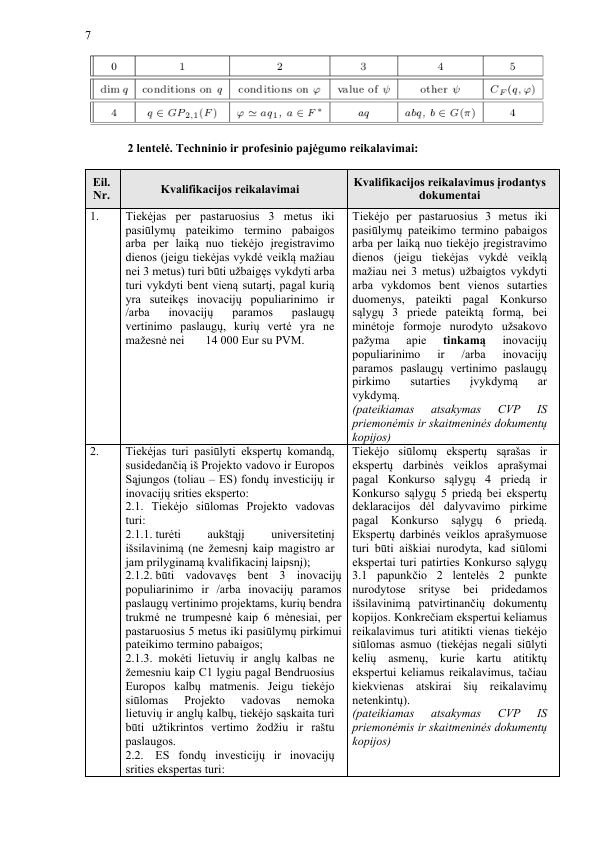 7
0 1 2 3 4 5
dim q conditions on q conditions on φ value of ψ other ψ C_F(q, φ)
4 q ∈ GP_{2,1}(F) φ ≃ aq_1, a ∈ F* aq abq, b ∈ G(π) 4
2 lentelė. Techninio ir profesinio pajėgumo reikalavimai:
Eil.
Nr.
Kvalifikacijos reikalavimai
Kvalifikacijos reikalavimus įrodantys
dokumentai
1.
Tiekėjas per pastaruosius 3 metus iki
pasiūlymų pateikimo termino pabaigos
arba per laiką nuo tiekėjo įregistravimo
dienos (jeigu tiekėjas vykdė veiklą mažiau
nei 3 metus) turi būti užbaigęs vykdyti arba
turi vykdyti bent vieną sutartį, pagal kurią
yra suteikęs inovacijų populiarinimo ir
/arba inovacijų paramos paslaugų
vertinimo paslaugų, kurių vertė yra ne
mažesnė nei 14 000 Eur su PVM.
Tiekėjo per pastaruosius 3 metus iki
pasiūlymų pateikimo termino pabaigos
arba per laiką nuo tiekėjo įregistravimo
dienos (jeigu tiekėjas vykdė veiklą
mažiau nei 3 metus) užbaigtos vykdyti
arba vykdomos bent vienos sutarties
duomenys, pateikti pagal Konkurso
sąlygų 3 priede pateiktą formą, bei
minėtoje formoje nurodyto užsakovo
pažyma apie tinkamą inovacijų
populiarinimo ir /arba inovacijų
paramos paslaugų vertinimo paslaugų
pirkimo sutarties įvykdymą ar
vykdymą.
(pateikiamas atsakymas CVP IS
priemonėmis ir skaitmeninės dokumentų
kopijos)
2.
Tiekėjas turi pasiūlyti ekspertų komandą,
susidedančią iš Projekto vadovo ir Europos
Sąjungos (toliau – ES) fondų investicijų ir
inovacijų srities eksperto:
2.1. Tiekėjo siūlomas Projekto vadovas
turi:
2.1.1. turėti aukštąjį universitetinį
išsilavinimą (ne žemesnį kaip magistro ar
jam prilyginamą kvalifikacinį laipsnį);
2.1.2. būti vadovavęs bent 3 inovacijų
populiarinimo ir /arba inovacijų paramos
paslaugų vertinimo projektams, kurių bendra
trukmė ne trumpesnė kaip 6 mėnesiai, per
pastaruosius 5 metus iki pasiūlymų pirkimui
pateikimo termino pabaigos;
2.1.3. mokėti lietuvių ir anglų kalbas ne
žemesniu kaip C1 lygiu pagal Bendruosius
Europos kalbų matmenis. Jeigu tiekėjo
siūlomas Projekto vadovas nemoka
lietuvių ir anglų kalbų, tiekėjo sąskaita turi
būti užtikrintos vertimo žodžiu ir raštu
paslaugos.
2.2. ES fondų investicijų ir inovacijų
srities ekspertas turi:
Tiekėjo siūlomų ekspertų sąrašas ir
ekspertų darbinės veiklos aprašymai
pagal Konkurso sąlygų 4 priedą ir
Konkurso sąlygų 5 priedą bei ekspertų
deklaracijos dėl dalyvavimo pirkime
pagal Konkurso sąlygų 6 priedą.
Ekspertų darbinės veiklos aprašymuose
turi būti aiškiai nurodyta, kad siūlomi
ekspertai turi patirties Konkurso sąlygų
3.1 papunkčio 2 lentelės 2 punkte
nurodytose srityse bei pridedamos
išsilavinimą patvirtinančių dokumentų
kopijos. Konkrečiam ekspertui keliamus
reikalavimus turi atitikti vienas tiekėjo
siūlomas asmuo (tiekėjas negali siūlyti
kelių asmenų, kurie kartu atitiktų
ekspertui keliamus reikalavimus, tačiau
kiekvienas atskirai šių reikalavimų
netenkintų).
(pateikiamas atsakymas CVP IS
priemonėmis ir skaitmeninės dokumentų
kopijos)